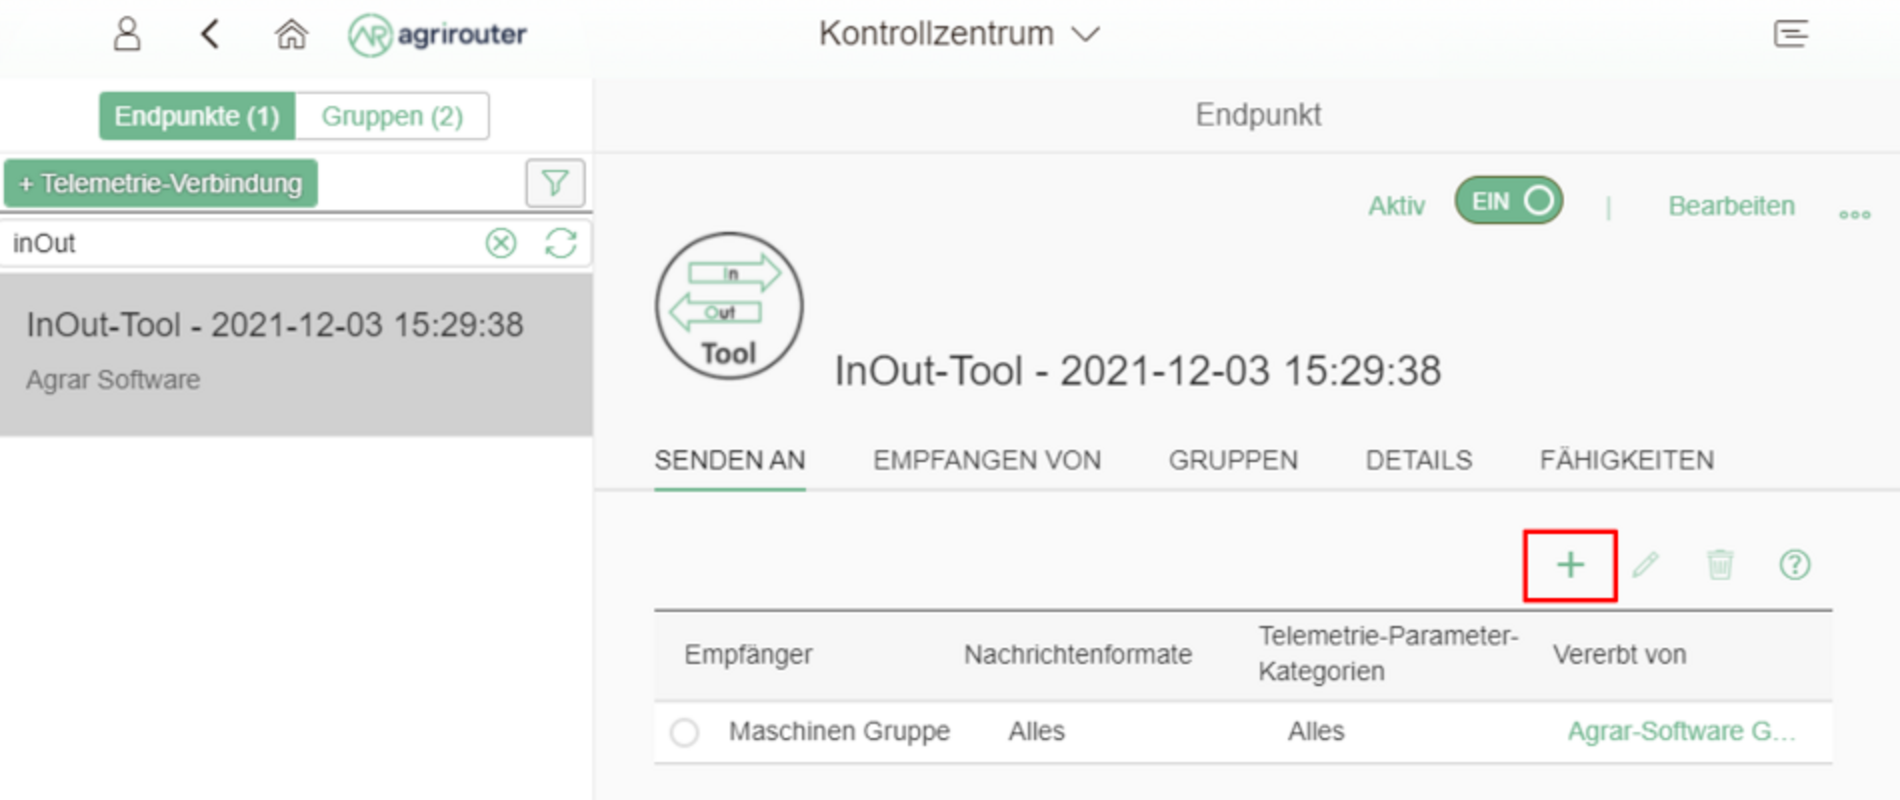 agrirouter
Kontrollzentrum
Endpunkte (1) Gruppen (2)
Endpunkt
+ Telemetrie-Verbindung
Aktiv EIN | Bearbeiten
inOut
InOut-Tool - 2021-12-03 15:29:38
Agrar Software
In
Out
Tool
InOut-Tool - 2021-12-03 15:29:38
SENDEN AN EMPFANGEN VON GRUPPEN DETAILS FÄHIGKEITEN
Empfänger Nachrichtenformate Telemetrie-Parameter-
Kategorien Vererbt von
Maschinen Gruppe Alles Alles Agrar-Software G...